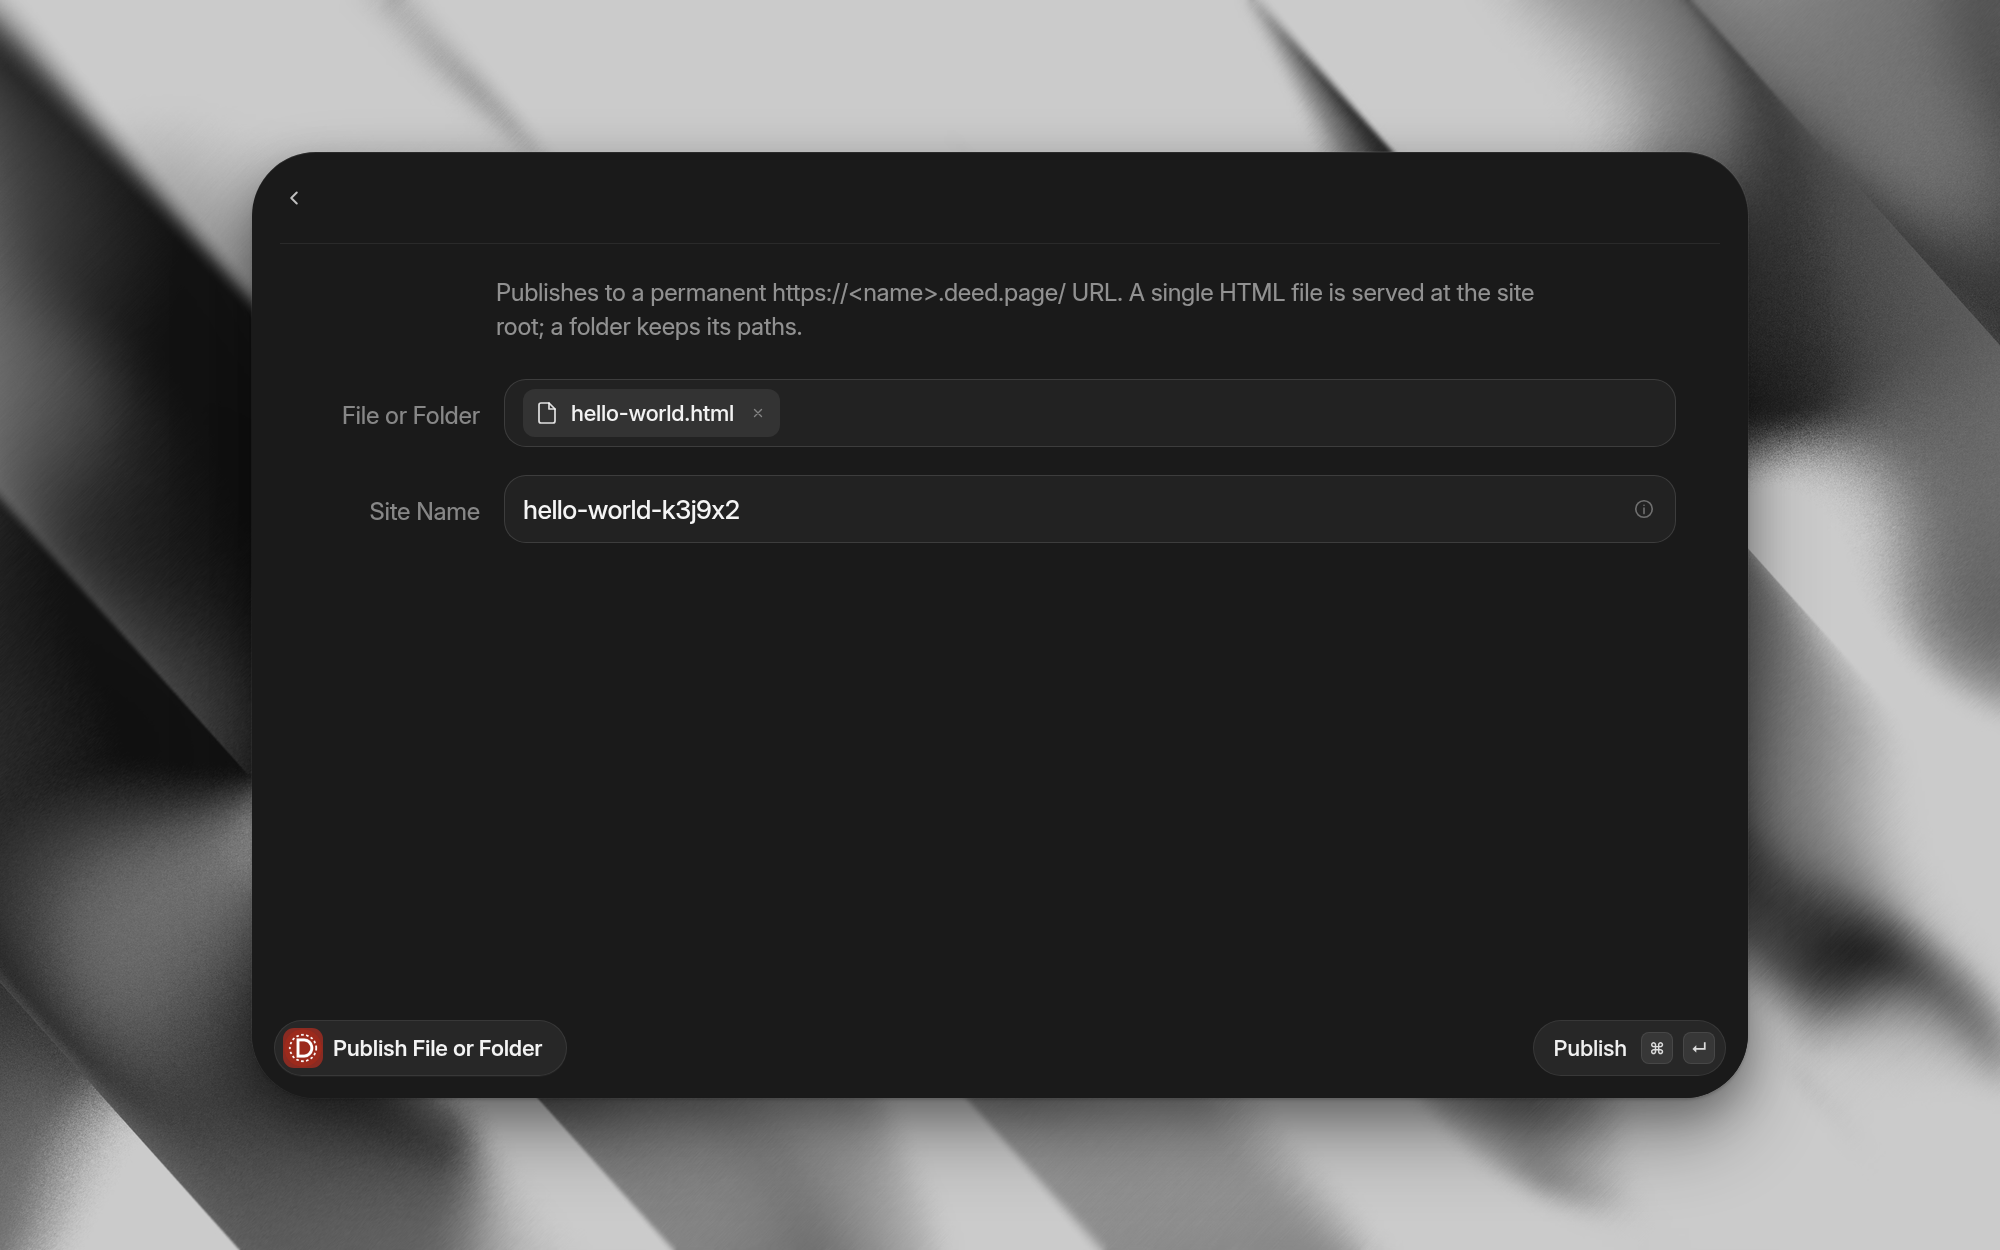 Publishes to a permanent https://<name>.deed.page/ URL. A single HTML file is served at the site
root; a folder keeps its paths.
File or Folder
hello-world.html
Site Name
hello-world-k3j9x2
D Publish File or Folder
Publish ⌘ ↵